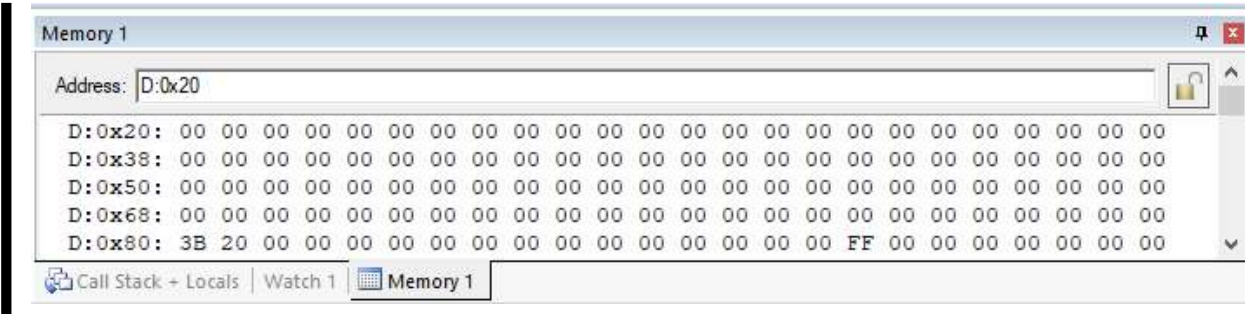 Memory 1
Address: D:0x20
D:0x20: 00 00 00 00 00 00 00 00 00 00 00 00 00 00 00 00 00 00 00 00 00 00 00 00
D:0x38: 00 00 00 00 00 00 00 00 00 00 00 00 00 00 00 00 00 00 00 00 00 00 00 00
D:0x50: 00 00 00 00 00 00 00 00 00 00 00 00 00 00 00 00 00 00 00 00 00 00 00 00
D:0x68: 00 00 00 00 00 00 00 00 00 00 00 00 00 00 00 00 00 00 00 00 00 00 00 00
D:0x80: 3B 20 00 00 00 00 00 00 00 00 00 00 00 00 00 00 FF 00 00 00 00 00 00 00
Call Stack + Locals Watch 1 Memory 1